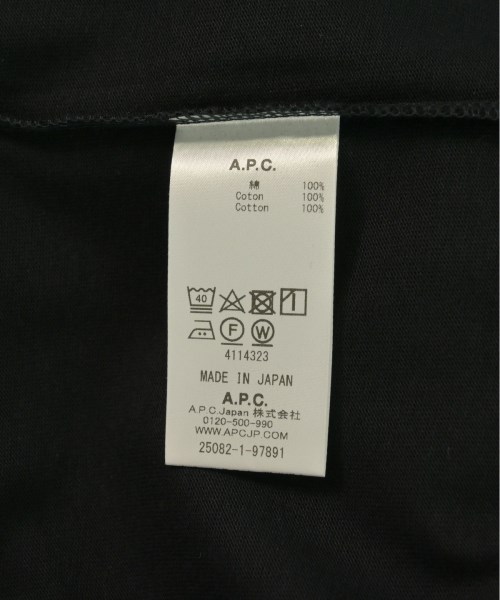 A.P.C.
綿 100%
Coton 100%
Cotton 100%
40
F W
4114323
MADE IN JAPAN
A.P.C.
A.P.C.Japan 株式会社
0120-500-990
WWW.APCJP.COM
25082-1-97891